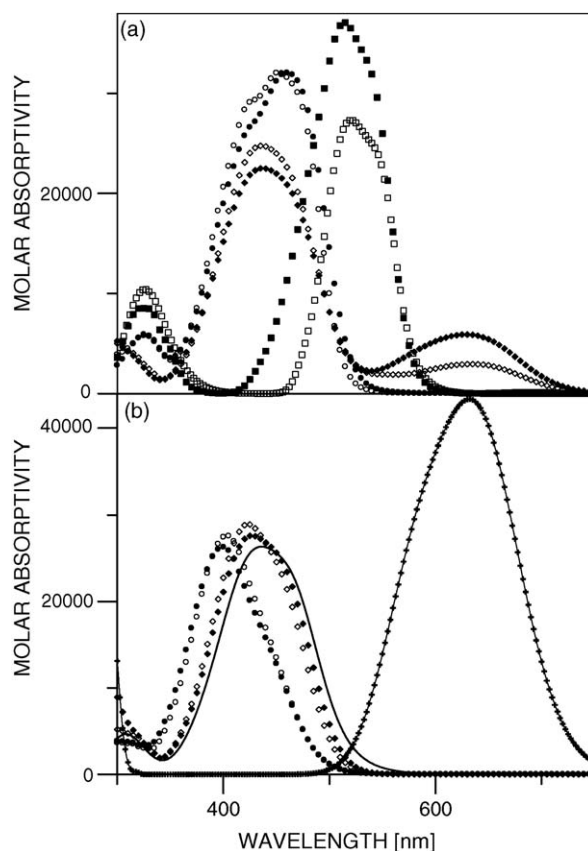 (a)
MOLAR ABSORPTIVITY
20000
0
(b)
MOLAR ABSORPTIVITY
40000
20000
0
400
600
WAVELENGTH [nm]